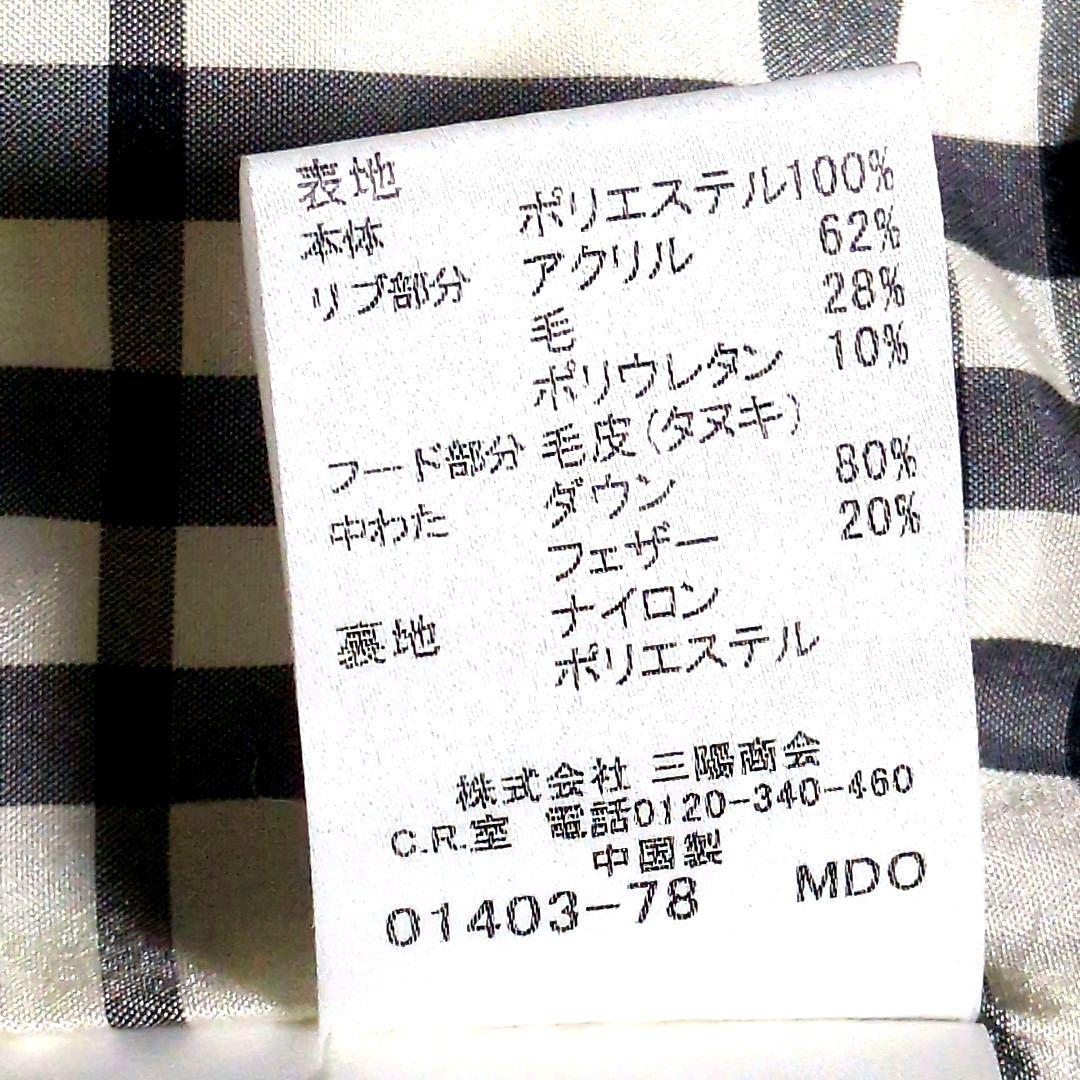 表地
本体 ポリエステル100%
リブ部分 アクリル 62%
毛 28%
ポリウレタン 10%
フード部分 毛皮(タヌキ)
中わた ダウン 80%
フェザー 20%
裏地 ナイロン
ポリエステル
株式会社 三陽商会
C.R.室 電話0120-340-460
中国製
01403-78 MDO